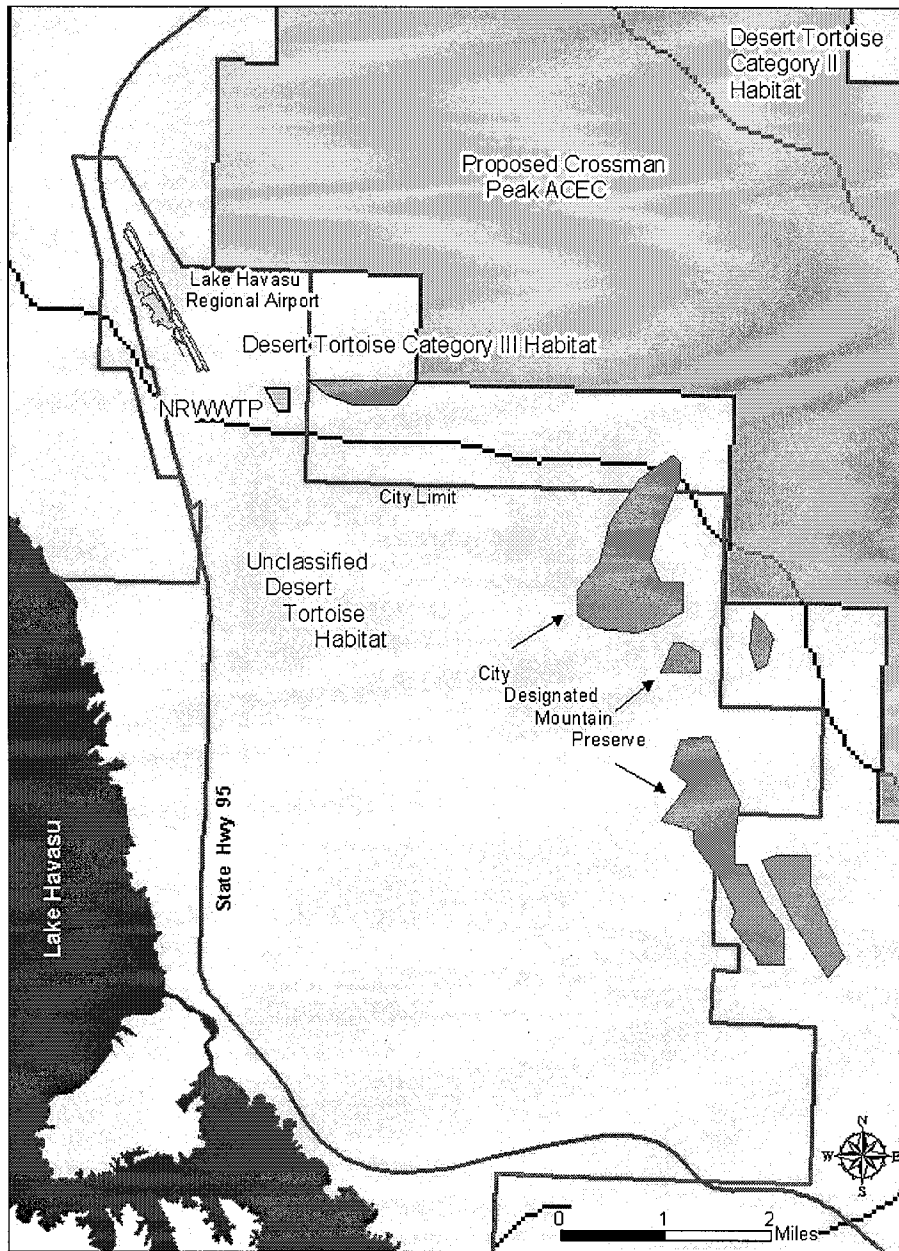 Desert Tortoise
Category II
Habitat
Proposed Crossman
Peak ACEC
Lake Havasu
Regional Airport
Desert Tortoise Category III Habitat
NRWWTP
City Limit
Unclassified
Desert
Tortoise
Habitat
City
Designated
Mountain
Preserve
State Hwy 95
Lake Havasu
N
W E
S
0 1 2
Miles